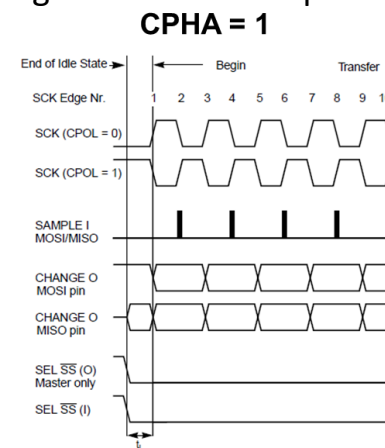 CPHA = 1
End of Idle State
Begin
Transfer
SCK Edge Nr.
1 2 3 4 5 6 7 8 9
SCK (CPOL = 0)
SCK (CPOL = 1)
SAMPLE I
MOSI/MISO
CHANGE O
MOSI pin
CHANGE O
MISO pin
SEL SS (O)
Master only
SEL SS (I)